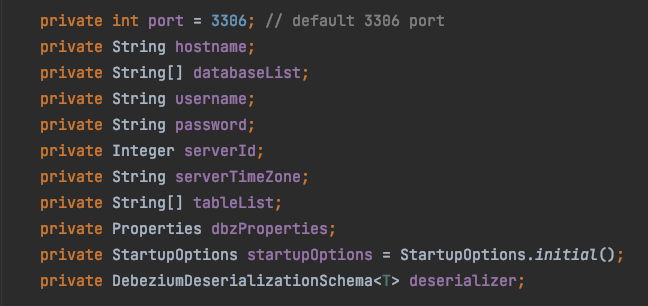 private int port = 3306; // default 3306 port
private String hostname;
private String[] databaseList;
private String username;
private String password;
private Integer serverId;
private String serverTimeZone;
private String[] tableList;
private Properties dbzProperties;
private StartupOptions startupOptions = StartupOptions.initial();
private DebeziumDeserializationSchema<T> deserializer;